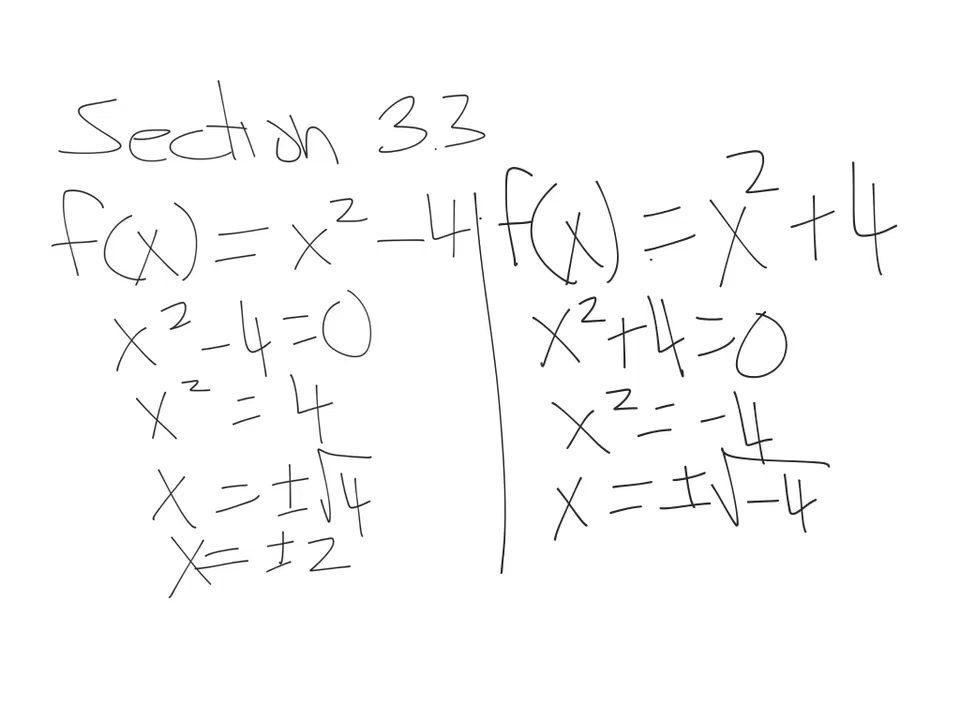 Section 3.3
f(x) = x² - 4
x² - 4 = 0
x² = 4
x = ±√4
x = ±2
f(x) = x² + 4
x² + 4 = 0
x² = -4
x = ±√-4